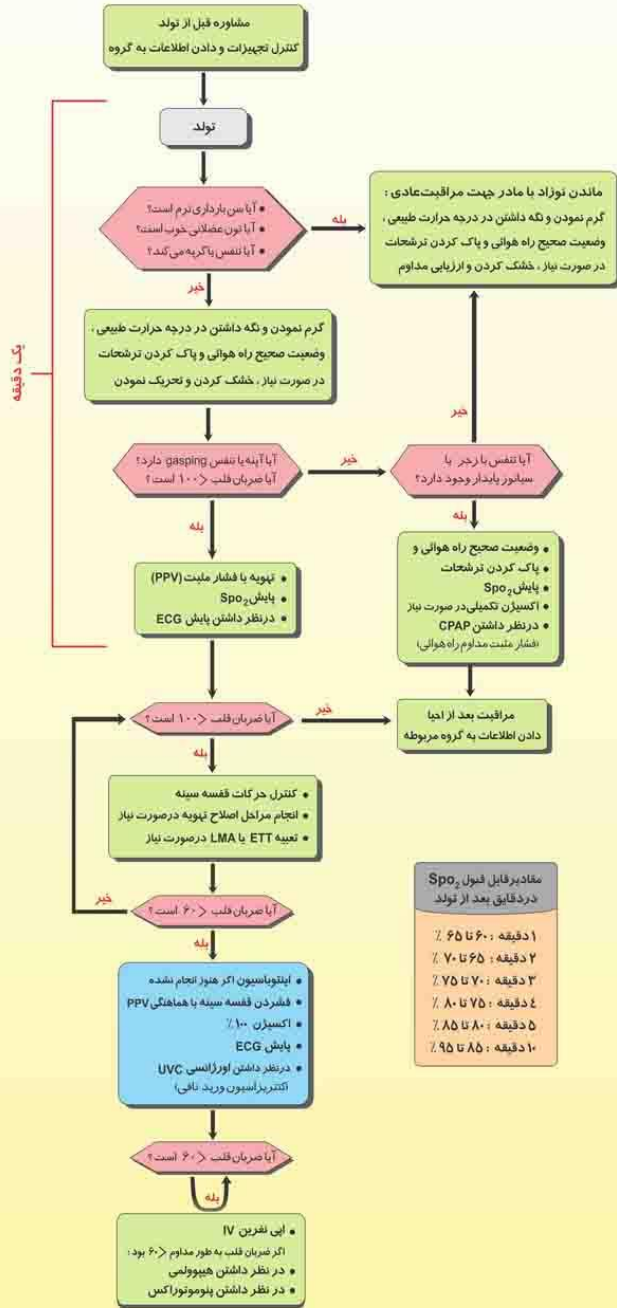 مشاوره قبل از تولد
کنترل تجهیزات و دادن اطلاعات به گروه
تولد
یک دقیقه
• آیا سن بارداری ترم است؟
• آیا تون عضلانی خوب است؟
• آیا تنفس یا گریه می‌کند؟
بله
ماندن نوزاد با مادر جهت مراقبت‌عادی :
گرم نمودن و نگه داشتن در درجه حرارت طبیعی ،
وضعیت صحیح راه هوائی و پاک کردن ترشحات
در صورت نیاز ، خشک کردن و ارزیابی مداوم
خیر
گرم نمودن و نگه داشتن در درجه حرارت طبیعی ،
وضعیت صحیح راه هوائی و پاک کردن ترشحات
در صورت نیاز ، خشک کردن و تحریک نمودن
خیر
آیا آپنه یا تنفس gasping دارد؟
آیا ضربان قلب <۱۰۰ است؟
خیر
آیا تنفس با زجر یا
سیانوز پایدار وجود دارد؟
بله
بله
• تهویه با فشار مثبت (PPV)
• پایش Spo₂
• درنظر داشتن پایش ECG
• وضعیت صحیح راه هوائی و
• پاک کردن ترشحات
• پایش Spo₂
• اکسیژن تکمیلی در صورت نیاز
• درنظر داشتن CPAP
(فشار مثبت مداوم راه هوائی)
آیا ضربان قلب <۱۰۰ است؟
خیر
مراقبت بعد از احیا
دادن اطلاعات به گروه مربوطه
بله
• کنترل حرکات قفسه سینه
• انجام مراحل اصلاح تهویه درصورت نیاز
• تعبیه ETT یا LMA درصورت نیاز
آیا ضربان قلب <۶۰ است؟
خیر
بله
• اینتوباسیون اگر هنوز انجام نشده
• فشردن قفسه سینه با هماهنگی PPV
• اکسیژن ۱۰۰٪
• پایش ECG
• درنظر داشتن اورژانسی UVC
(کتتریزاسیون ورید نافی)
آیا ضربان قلب <۶۰ است؟
بله
• اپی نفرین IV
اگر ضربان قلب به طور مداوم <۶۰ بود:
• در نظر داشتن هیپوولمی
• در نظر داشتن پنوموتوراکس
مقادیر قابل قبول Spo₂
دردقایق بعد از تولد
۱ دقیقه : ۶۰ تا ۶۵ ٪
۲ دقیقه : ۶۵ تا ۷۰ ٪
۳ دقیقه : ۷۰ تا ۷۵ ٪
۴ دقیقه : ۷۵ تا ۸۰ ٪
۵ دقیقه : ۸۰ تا ۸۵ ٪
۱۰ دقیقه : ۸۵ تا ۹۵ ٪